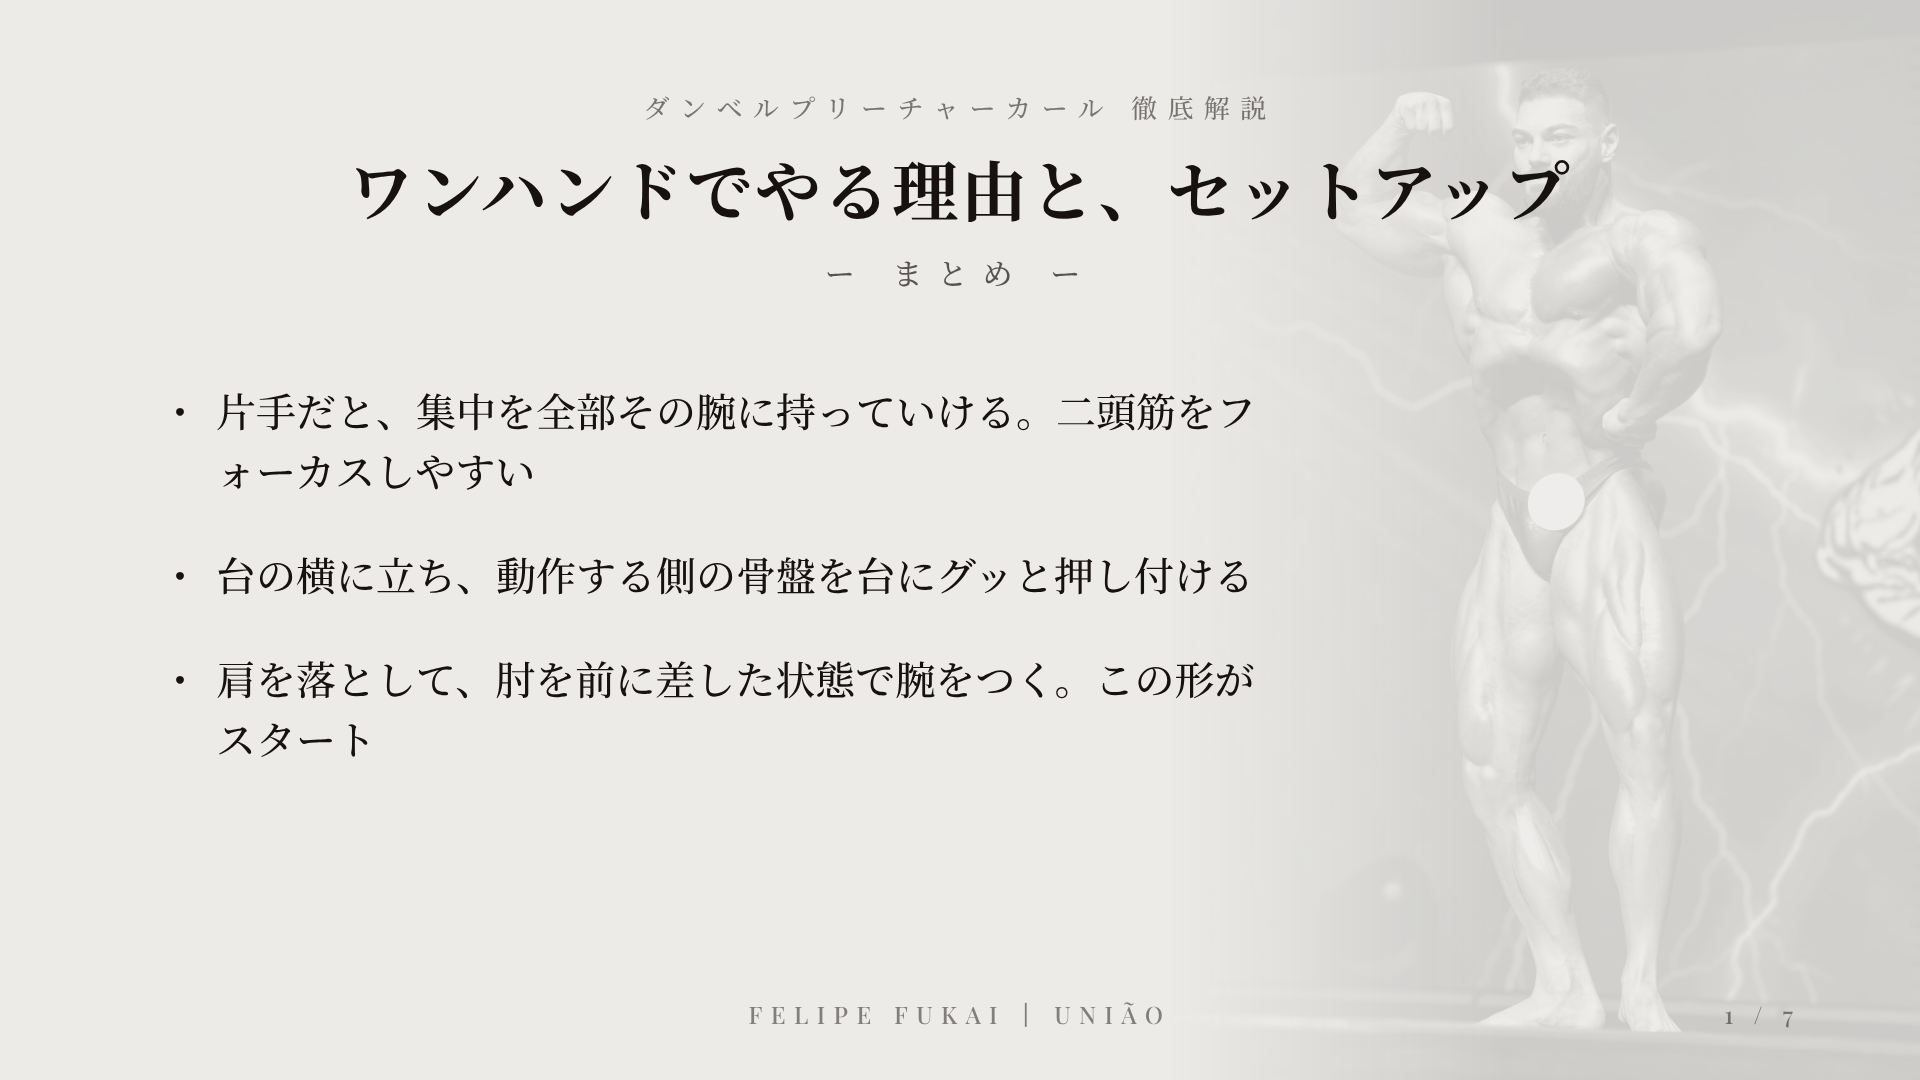 ダンベルプリーチャーカール 徹底解説
ワンハンドでやる理由と、セットアップ
ー まとめ ー
・ 片手だと、集中を全部その腕に持っていける。二頭筋をフ
ォーカスしやすい
・ 台の横に立ち、動作する側の骨盤を台にグッと押し付ける
・ 肩を落として、肘を前に差した状態で腕をつく。この形が
スタート
FELIPE FUKAI | UNIÃO
1 / 7